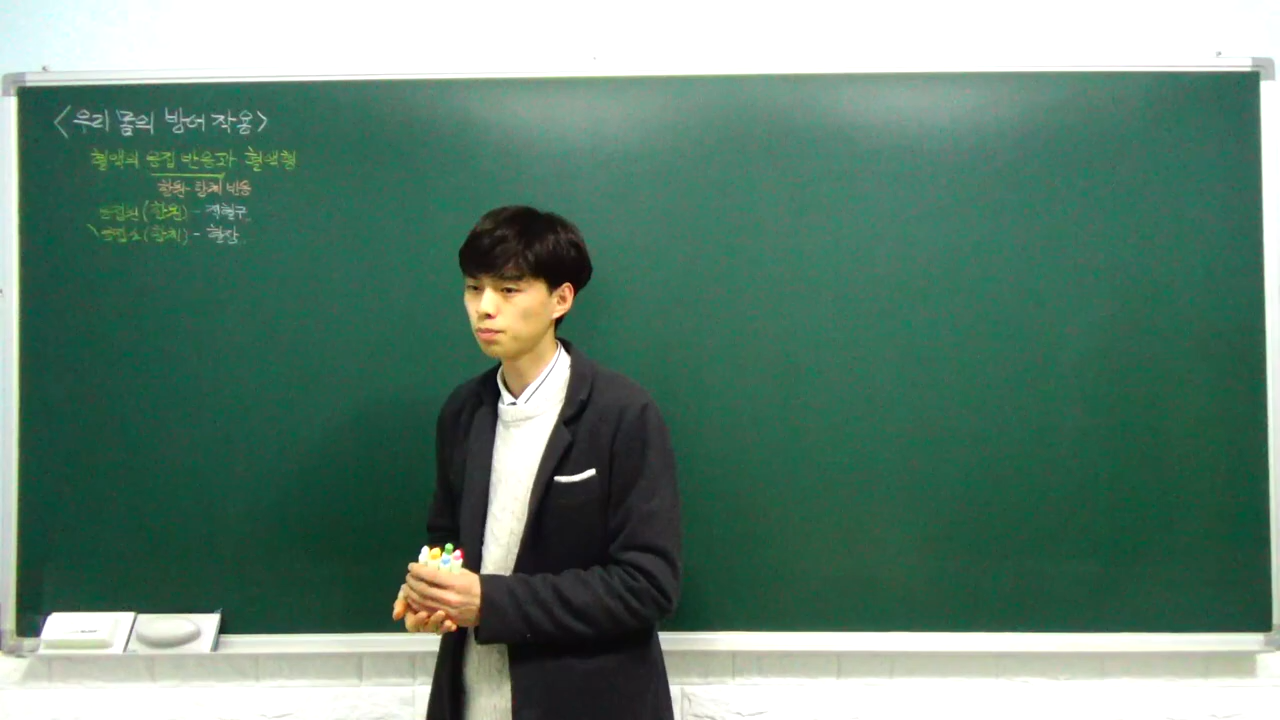 <우리 몸의 방어 작용>
혈액의 응집 반응과 혈액형
항원-항체 반응
응집원(항원) - 적혈구
응집소(항체) - 혈장